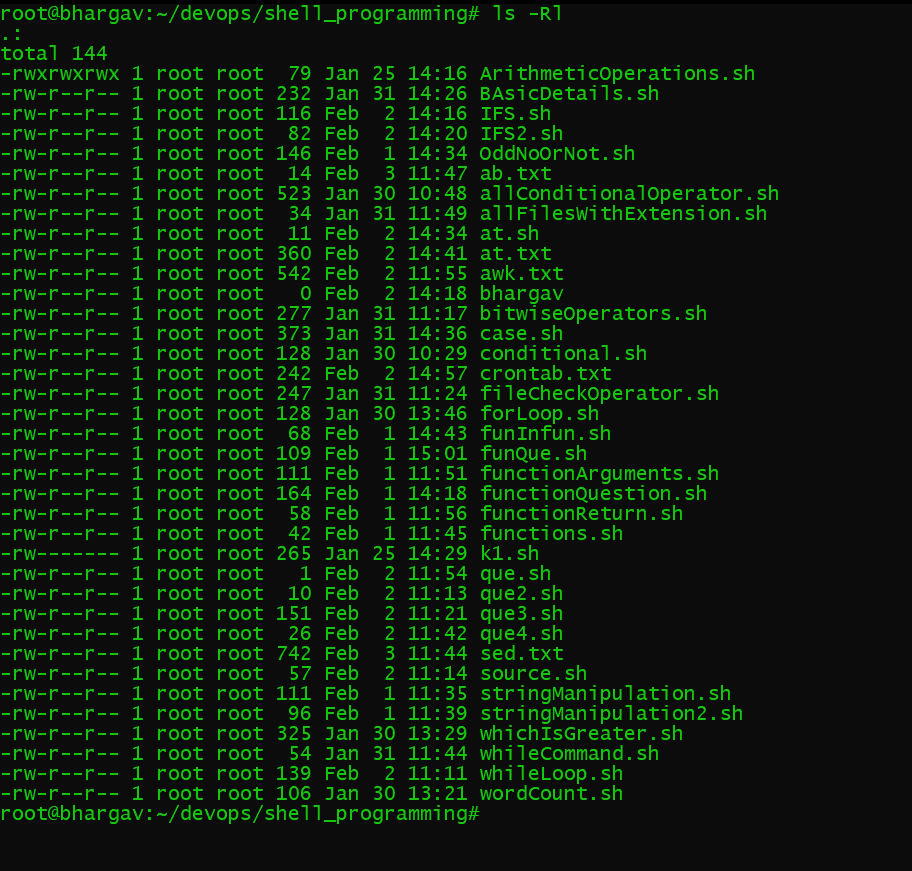 root@bhargav:~/devops/shell_programming# ls -Rl
.:
total 144
-rwxrwxrwx 1 root root  79 Jan 25 14:16 ArithmeticOperations.sh
-rw-r--r-- 1 root root 232 Jan 31 14:26 BAsicDetails.sh
-rw-r--r-- 1 root root 116 Feb  2 14:16 IFS.sh
-rw-r--r-- 1 root root  82 Feb  2 14:20 IFS2.sh
-rw-r--r-- 1 root root 146 Feb  1 14:34 OddNoOrNot.sh
-rw-r--r-- 1 root root  14 Feb  3 11:47 ab.txt
-rw-r--r-- 1 root root 523 Jan 30 10:48 allConditionalOperator.sh
-rw-r--r-- 1 root root  34 Jan 31 11:49 allFilesWithExtension.sh
-rw-r--r-- 1 root root  11 Feb  2 14:34 at.sh
-rw-r--r-- 1 root root 360 Feb  2 14:41 at.txt
-rw-r--r-- 1 root root 542 Feb  2 11:55 awk.txt
-rw-r--r-- 1 root root   0 Feb  2 14:18 bhargav
-rw-r--r-- 1 root root 277 Jan 31 11:17 bitwiseOperators.sh
-rw-r--r-- 1 root root 373 Jan 31 14:36 case.sh
-rw-r--r-- 1 root root 128 Jan 30 10:29 conditional.sh
-rw-r--r-- 1 root root 242 Feb  2 14:57 crontab.txt
-rw-r--r-- 1 root root 247 Jan 31 11:24 fileCheckOperator.sh
-rw-r--r-- 1 root root 128 Jan 30 13:46 forLoop.sh
-rw-r--r-- 1 root root  68 Feb  1 14:43 funInfun.sh
-rw-r--r-- 1 root root 109 Feb  1 15:01 funQue.sh
-rw-r--r-- 1 root root 111 Feb  1 11:51 functionArguments.sh
-rw-r--r-- 1 root root 164 Feb  1 14:18 functionQuestion.sh
-rw-r--r-- 1 root root  58 Feb  1 11:56 functionReturn.sh
-rw-r--r-- 1 root root  42 Feb  1 11:45 functions.sh
-rw------- 1 root root 265 Jan 25 14:29 k1.sh
-rw-r--r-- 1 root root   1 Feb  2 11:54 que.sh
-rw-r--r-- 1 root root  10 Feb  2 11:13 que2.sh
-rw-r--r-- 1 root root 151 Feb  2 11:21 que3.sh
-rw-r--r-- 1 root root  26 Feb  2 11:42 que4.sh
-rw-r--r-- 1 root root 742 Feb  3 11:44 sed.txt
-rw-r--r-- 1 root root  57 Feb  2 11:14 source.sh
-rw-r--r-- 1 root root 111 Feb  1 11:35 stringManipulation.sh
-rw-r--r-- 1 root root  96 Feb  1 11:39 stringManipulation2.sh
-rw-r--r-- 1 root root 325 Jan 30 13:29 whichIsGreater.sh
-rw-r--r-- 1 root root  54 Jan 31 11:44 whileCommand.sh
-rw-r--r-- 1 root root 139 Feb  2 11:11 whileLoop.sh
-rw-r--r-- 1 root root 106 Jan 30 13:21 wordCount.sh
root@bhargav:~/devops/shell_programming#